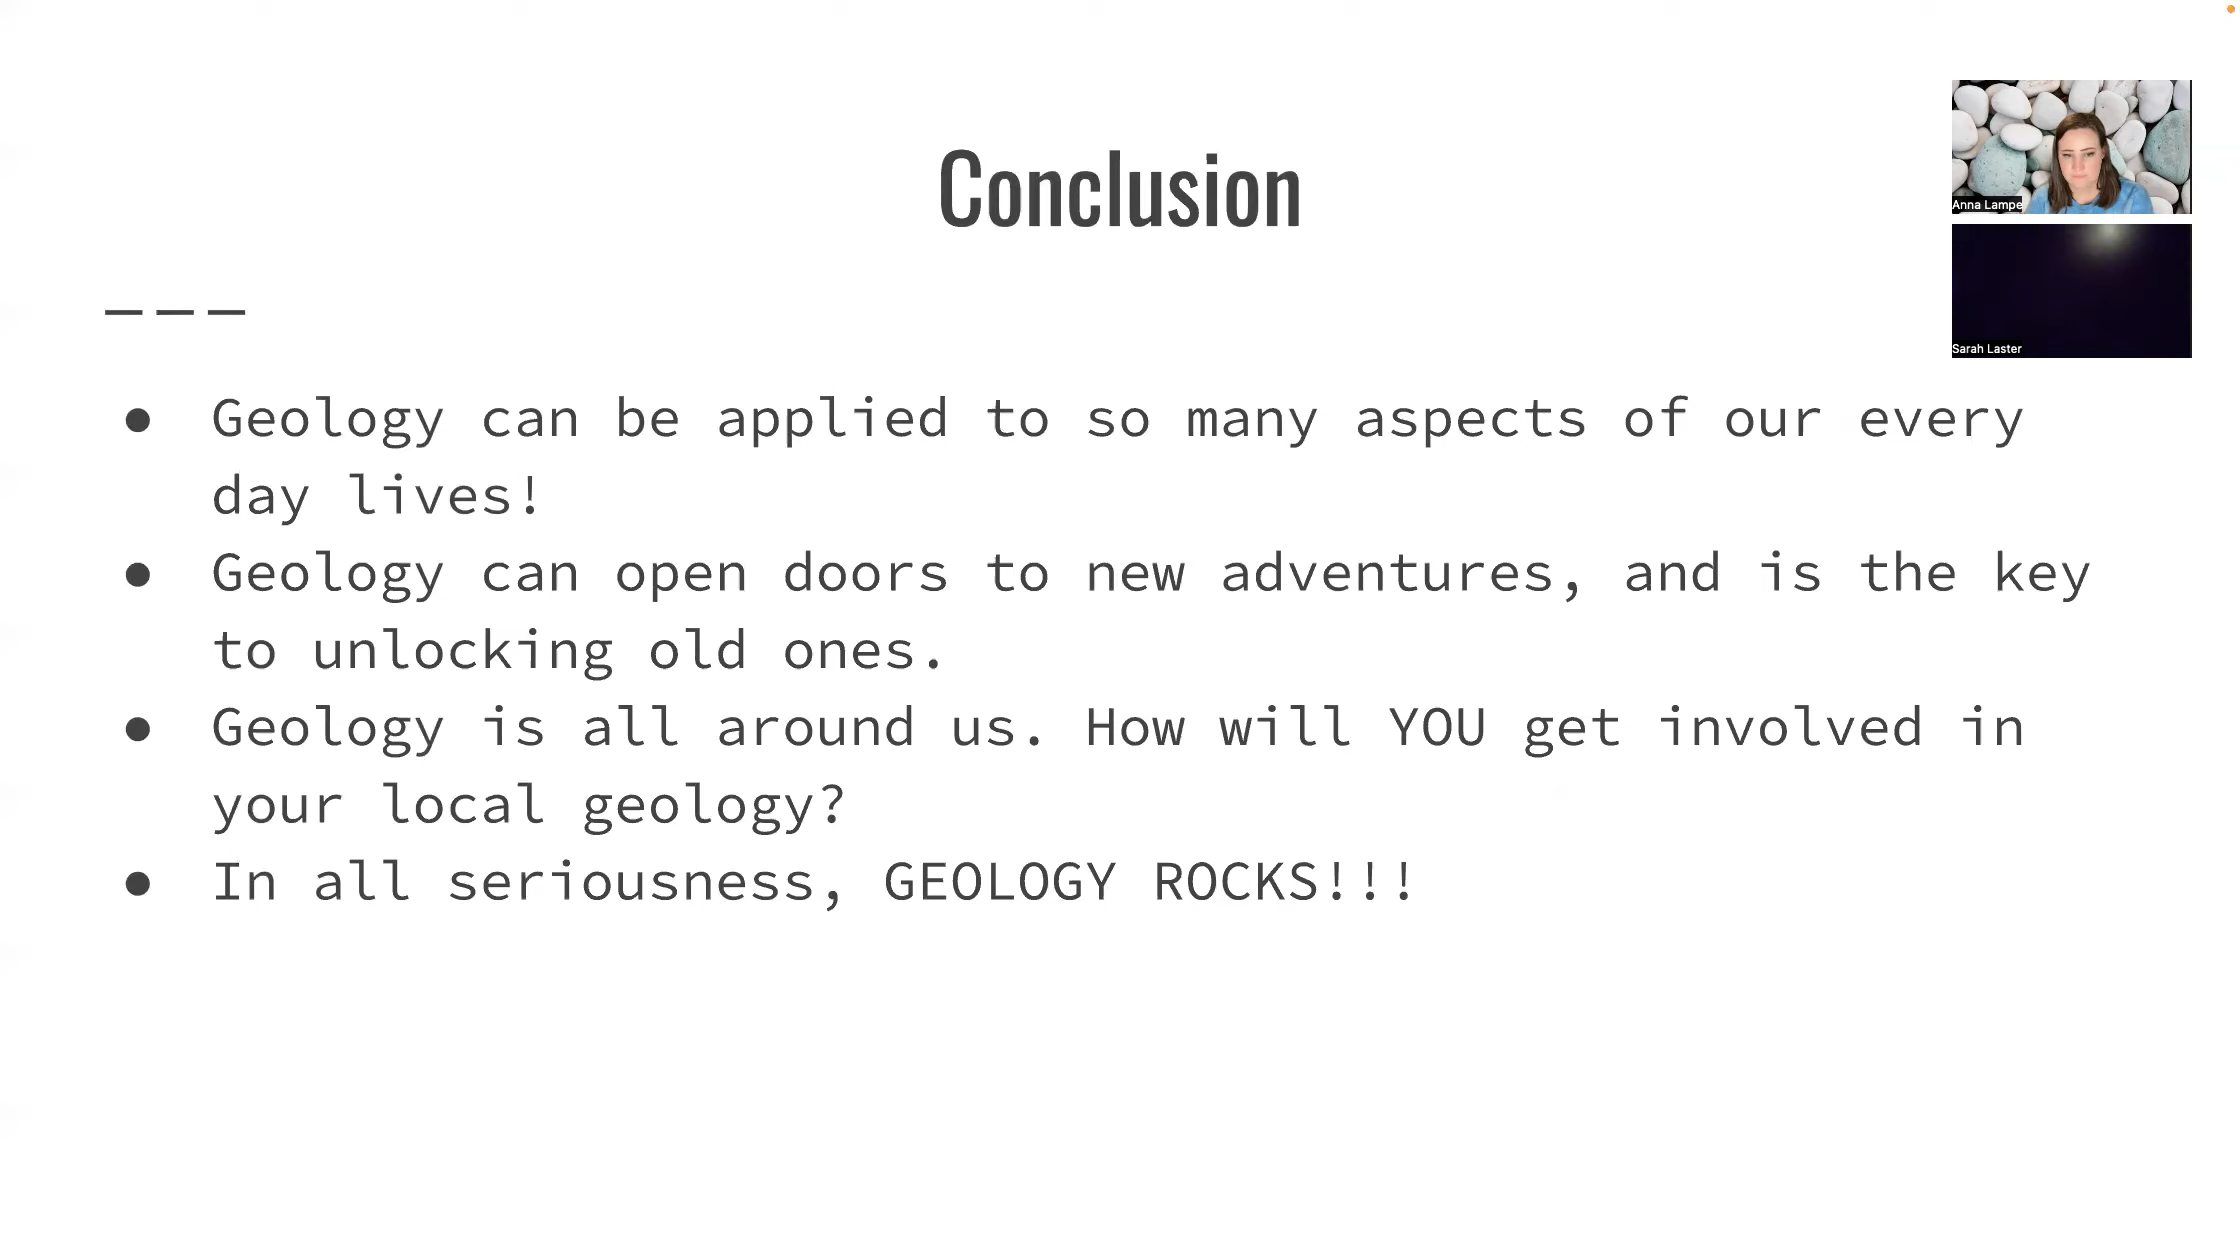 Conclusion
Anna Lampe
Sarah Laster
● Geology can be applied to so many aspects of our every
day lives!
● Geology can open doors to new adventures, and is the key
to unlocking old ones.
● Geology is all around us. How will YOU get involved in
your local geology?
● In all seriousness, GEOLOGY ROCKS!!!